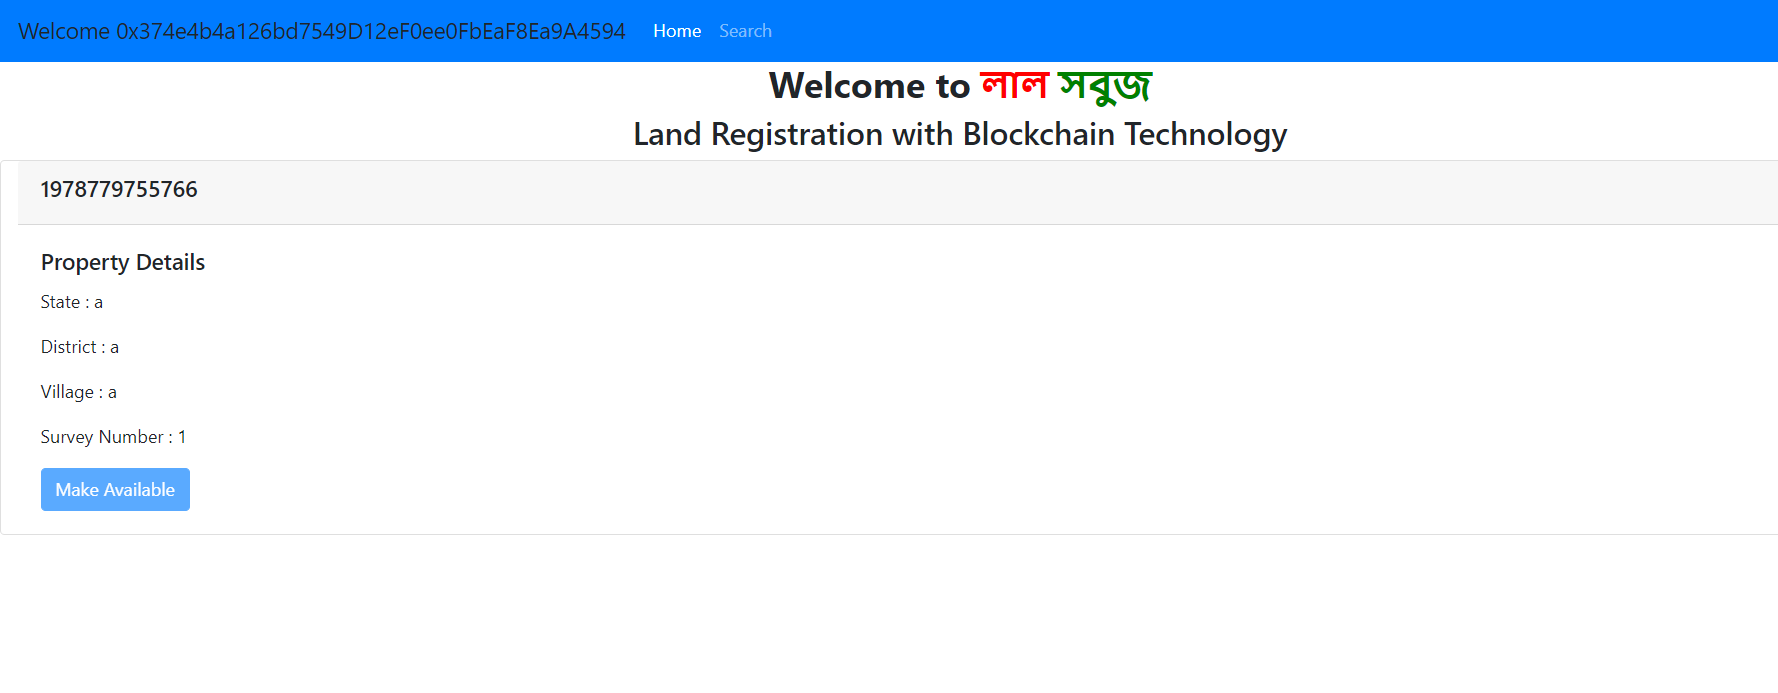 Welcome 0x374e4b4a126bd7549D12eF0ee0FbEaF8Ea9A4594 Home Search
Welcome to লাল সবুজ
Land Registration with Blockchain Technology
1978779755766
Property Details
State : a
District : a
Village : a
Survey Number : 1
Make Available